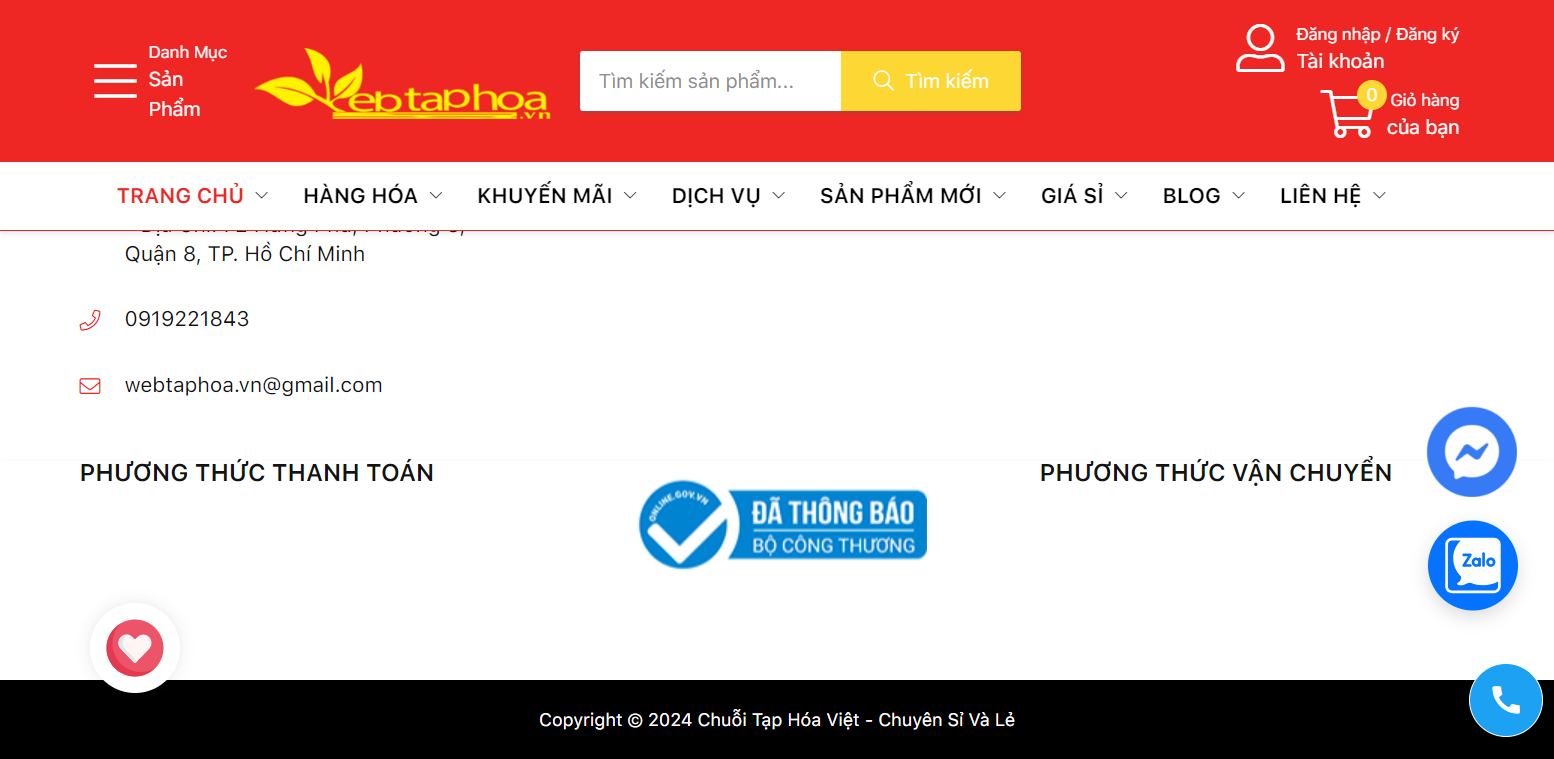 Danh Mục
Sản
Phẩm
ebtaphoa
.vn
Tìm kiếm sản phẩm...
Tìm kiếm
Đăng nhập / Đăng ký
Tài khoản
0
Giỏ hàng
của bạn
TRANG CHỦ
HÀNG HÓA
KHUYẾN MÃI
DỊCH VỤ
SẢN PHẨM MỚI
GIÁ SỈ
BLOG
LIÊN HỆ
Quận 8, TP. Hồ Chí Minh
0919221843
webtaphoa.vn@gmail.com
PHƯƠNG THỨC THANH TOÁN
ONLINE.GOV.VN
ĐÃ THÔNG BÁO
BỘ CÔNG THƯƠNG
PHƯƠNG THỨC VẬN CHUYỂN
Zalo
Copyright © 2024 Chuỗi Tạp Hóa Việt - Chuyên Sỉ Và Lẻ